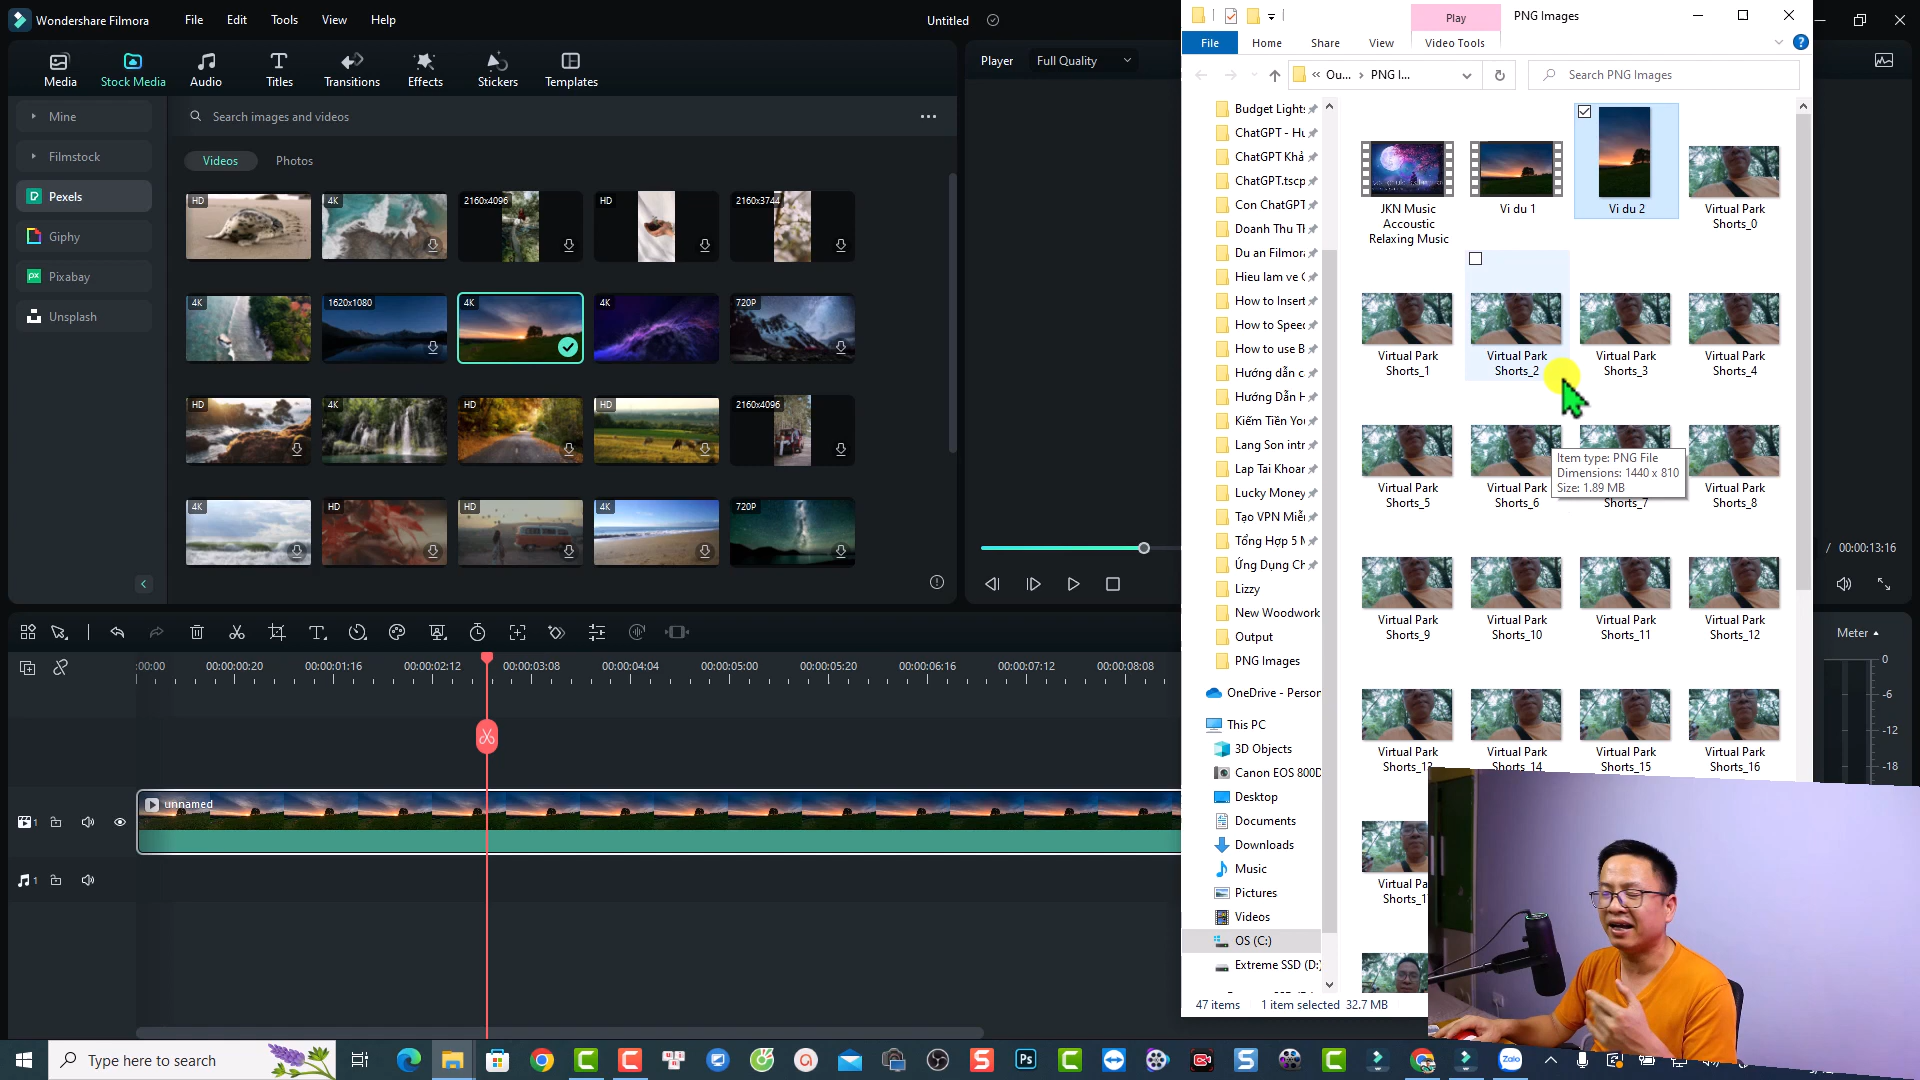 Wondershare Filmora
File
Edit
Tools
View
Help
Untitled
Media
Stock Media
Audio
Titles
Transitions
Effects
Stickers
Templates
Player
Full Quality
Mine
Filmstock
Pexels
Giphy
Pixabay
Unsplash
Search images and videos
Videos
Photos
HD
4K
2160x4096
HD
2160x3744
4K
1620x1080
4K
4K
720P
HD
4K
HD
HD
2160x4096
4K
HD
HD
4K
720P
/ 00:00:13:16
Meter
0
-6
-12
-18
:00:00
00:00:00:20
00:00:01:16
00:00:02:12
00:00:03:08
00:00:04:04
00:00:05:00
00:00:05:20
00:00:06:16
00:00:07:12
00:00:08:08
unnamed
1
1
Play
PNG Images
File
Home
Share
View
Video Tools
« Ou... › PNG I...
Search PNG Images
Budget Lights
ChatGPT - Hu
ChatGPT Khả
ChatGPT.tscp
Con ChatGPT
Doanh Thu Th
Du an Filmora
Hieu lam ve C
How to Insert
How to Speed
How to use B
Hướng dẫn c
Hướng Dẫn H
Kiếm Tiền You
Lang Son intr
Lap Tai Khoan
Lucky Money
Tạo VPN Miễ
Tổng Hợp 5 M
Ứng Dụng Ch
Lizzy
New Woodwork
Output
PNG Images
OneDrive - Person
This PC
3D Objects
Canon EOS 800D
Desktop
Documents
Downloads
Music
Pictures
Videos
OS (C:)
Extreme SSD (D:)
JKN Music
Accoustic
Relaxing Music
Vi du 1
Vi du 2
Virtual Park
Shorts_0
Virtual Park
Shorts_1
Virtual Park
Shorts_2
Virtual Park
Shorts_3
Virtual Park
Shorts_4
Virtual Park
Shorts_5
Virtual Park
Shorts_6
Shorts_7
Virtual Park
Shorts_8
Item type: PNG File
Dimensions: 1440 x 810
Size: 1.89 MB
Virtual Park
Shorts_9
Virtual Park
Shorts_10
Virtual Park
Shorts_11
Virtual Park
Shorts_12
Virtual Park
Shorts_13
Virtual Park
Shorts_14
Virtual Park
Shorts_15
Virtual Park
Shorts_16
Virtual Pa
Shorts_1
47 items
1 item selected 32.7 MB
Type here to search
Ps
Zalo